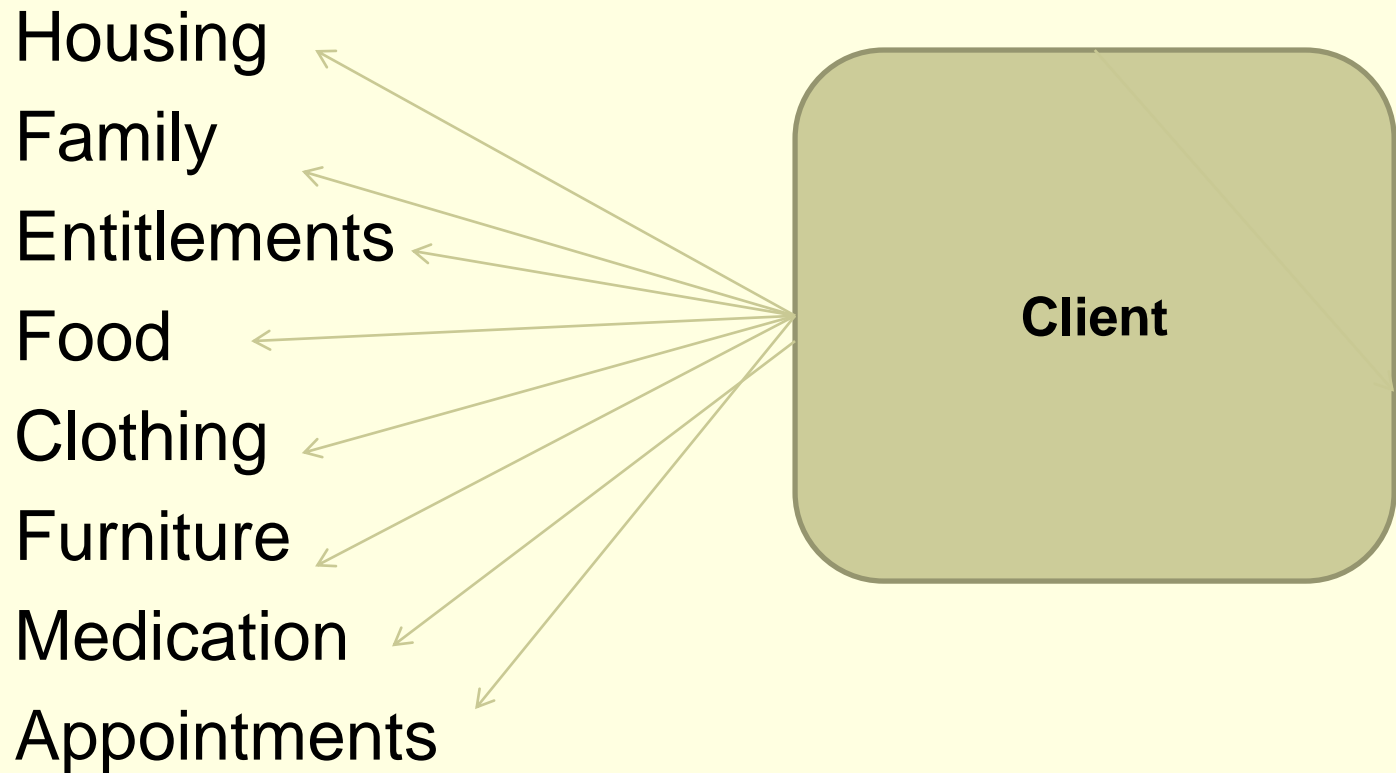 Housing
Family
Entitlements
Food
Client
Clothing
Furniture
Medication
Appointments